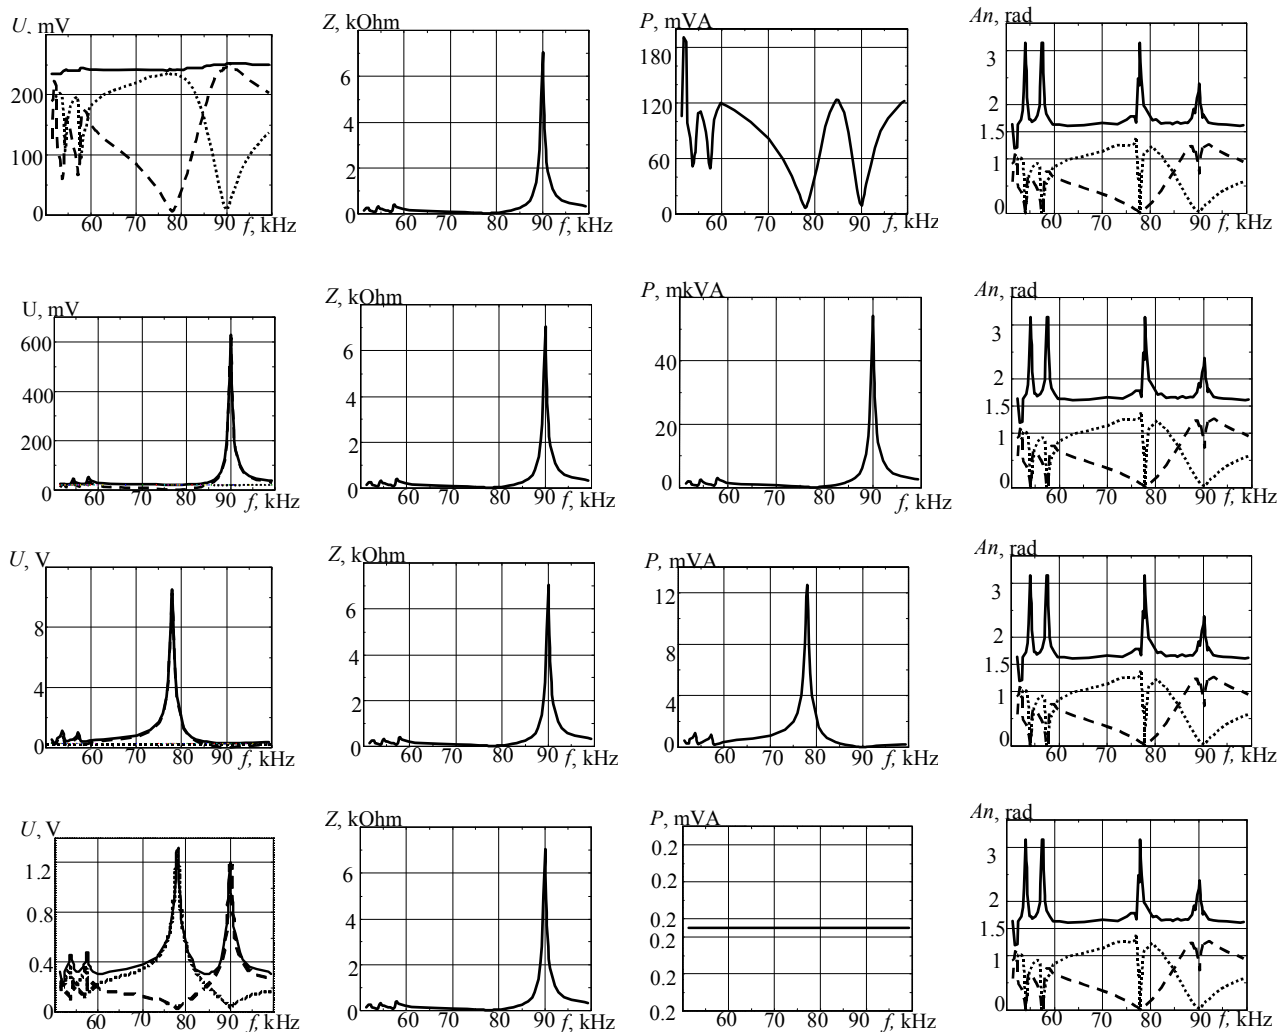 U, mV
200
100
0
60 70 80 90 f, kHz
Z, kOhm
6
4
2
0
60 70 80 90 f, kHz
P, mVA
180
120
60
0
60 70 80 90 f, kHz
An, rad
3
2
1.5
1
0
60 70 80 90 f, kHz
U, mV
600
400
200
0
60 70 80 90 f, kHz
Z, kOhm
6
4
2
0
60 70 80 90 f, kHz
P, mkVA
40
20
0
60 70 80 90 f, kHz
An, rad
3
2
1.5
1
0
60 70 80 90 f, kHz
U, V
8
4
0
60 70 80 90 f, kHz
Z, kOhm
6
4
2
0
60 70 80 90 f, kHz
P, mVA
12
8
4
0
60 70 80 90 f, kHz
An, rad
3
2
1.5
1
0
60 70 80 90 f, kHz
U, V
1.2
0.8
0.4
0
60 70 80 90 f, kHz
Z, kOhm
6
4
2
0
60 70 80 90 f, kHz
P, mVA
0.2
0.2
0.2
0.2
0.2
0.2
60 70 80 90 f, kHz
An, rad
3
2
1.5
1
0
60 70 80 90 f, kHz